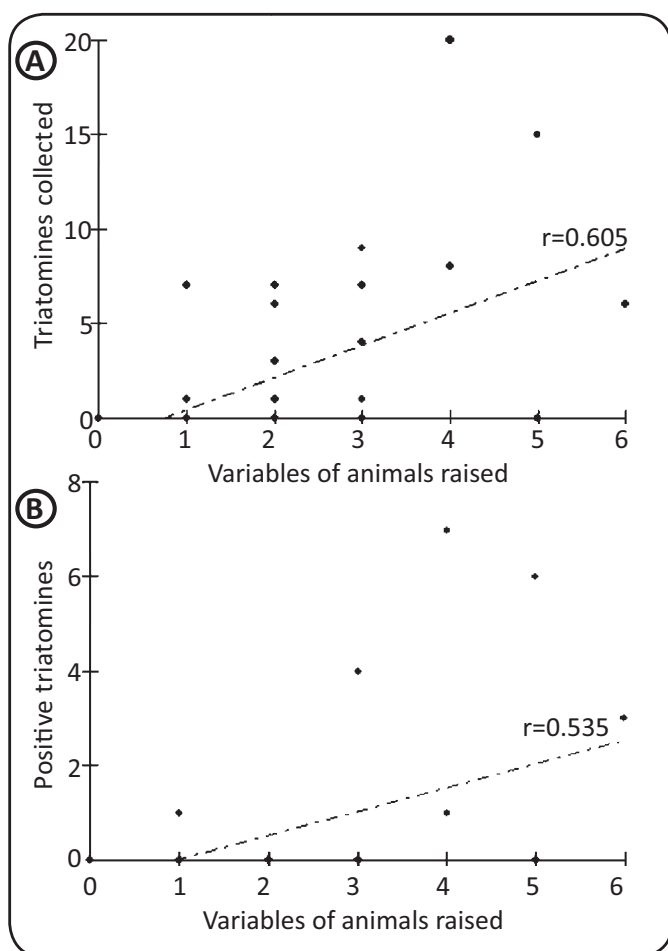 A
20
15
10
5
0
Triatomines collected
r=0.605
0 1 2 3 4 5 6
Variables of animals raised
B
8
6
4
2
0
Positive triatomines
r=0.535
0 1 2 3 4 5 6
Variables of animals raised